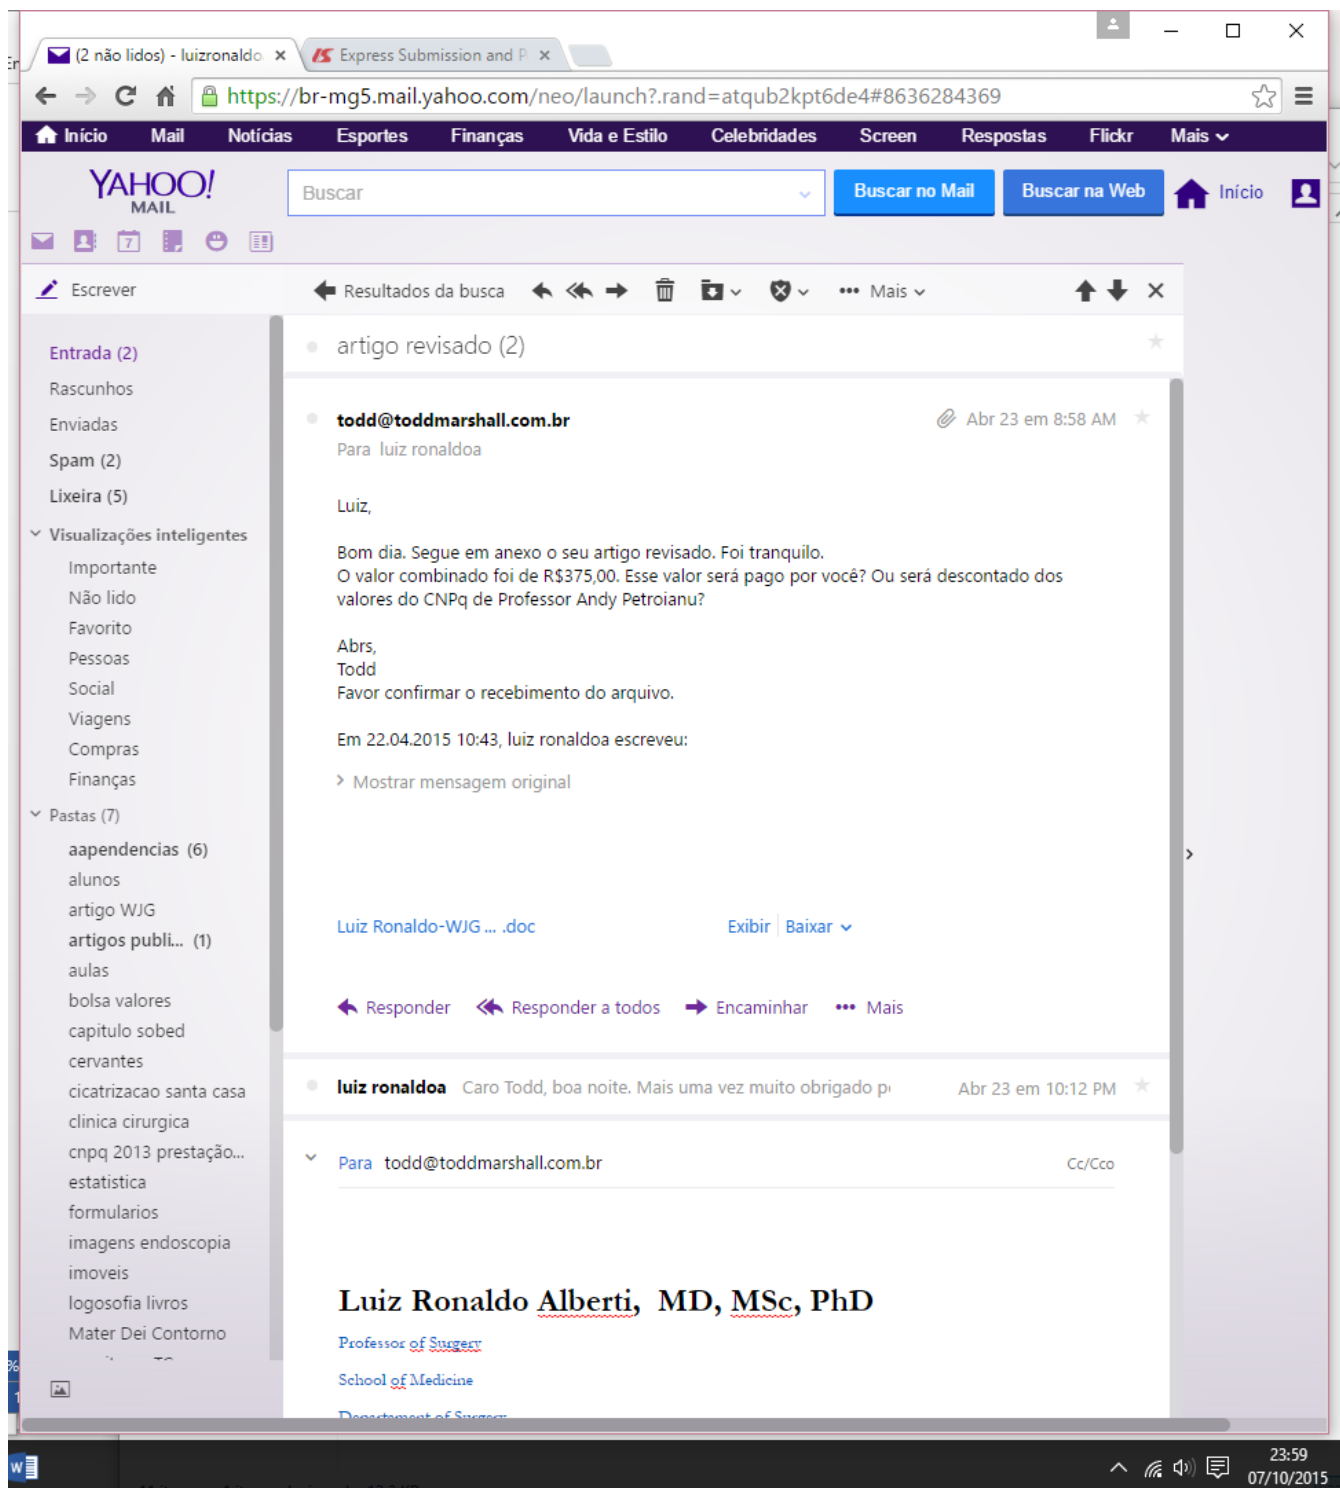 (2 não lidos) - luizronaldo
Express Submission and P
https://br-mg5.mail.yahoo.com/neo/launch?.rand=atqub2kpt6de4#8636284369
Início Mail Notícias Esportes Finanças Vida e Estilo Celebridades Screen Respostas Flickr Mais
YAHOO!
MAIL
Buscar
Buscar no Mail
Buscar na Web
Início
7
Escrever
Resultados da busca
Mais
Entrada (2)
Rascunhos
Enviadas
Spam (2)
Lixeira (5)
Visualizações inteligentes
Importante
Não lido
Favorito
Pessoas
Social
Viagens
Compras
Finanças
Pastas (7)
aapendencias (6)
alunos
artigo WJG
artigos publi... (1)
aulas
bolsa valores
capitulo sobed
cervantes
cicatrizacao santa casa
clinica cirurgica
cnpq 2013 prestação...
estatistica
formularios
imagens endoscopia
imoveis
logosofia livros
Mater Dei Contorno
artigo revisado (2)
todd@toddmarshall.com.br
Abr 23 em 8:58 AM
Para luiz ronaldoa
Luiz,
Bom dia. Segue em anexo o seu artigo revisado. Foi tranquilo.
O valor combinado foi de R$375,00. Esse valor será pago por você? Ou será descontado dos
valores do CNPq de Professor Andy Petroianu?
Abrs,
Todd
Favor confirmar o recebimento do arquivo.
Em 22.04.2015 10:43, luiz ronaldoa escreveu:
Mostrar mensagem original
Luiz Ronaldo-WJG ... .doc
Exibir Baixar
Responder Responder a todos Encaminhar Mais
luiz ronaldoa Caro Todd, boa noite. Mais uma vez muito obrigado
Abr 23 em 10:12 PM
Para todd@toddmarshall.com.br
Cc/Cco
Luiz Ronaldo Alberti, MD, MSc, PhD
Professor of Surgery
School of Medicine
Departament of Surgery
23:59
07/10/2015